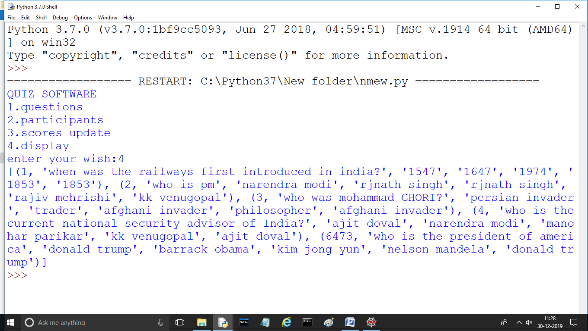 Python 3.7.0 Shell
File Edit Shell Debug Options Window Help
Python 3.7.0 (v3.7.0:1bf9cc5093, Jun 27 2018, 04:59:51) [MSC v.1914 64 bit (AMD64)
] on win32
Type "copyright", "credits" or "license()" for more information.
>>>
================== RESTART: C:\Python37\New folder\nmew.py ==================
QUIZ SOFTWARE
1.questions
2.participants
3.scores update
4.display
enter your wish:4
[(1, 'when was the railways first introduced in india?', '1547', '1647', '1974', '
1853', '1853'), (2, 'who is pm', 'narendra modi', 'rjnath singh', 'rjnath singh',
'rajiv mehrishi', 'kk venugopal'), (3, 'who was mohammad GHORI?', 'persian invader
', 'trader', 'afghani invader', 'philosopher', 'afghani invader'), (4, 'who is the
current national security advisor of India?', 'ajit doval', 'narendra modi', 'mano
har parikar', 'kk venugopal', 'ajit doval'), (6473, 'who is the president of ameri
ca', 'donald trump', 'barrack obama', 'kim jong yun', 'nelson mandela', 'donald tr
ump')]
>>>
Ask me anything
11:28
30-12-2019